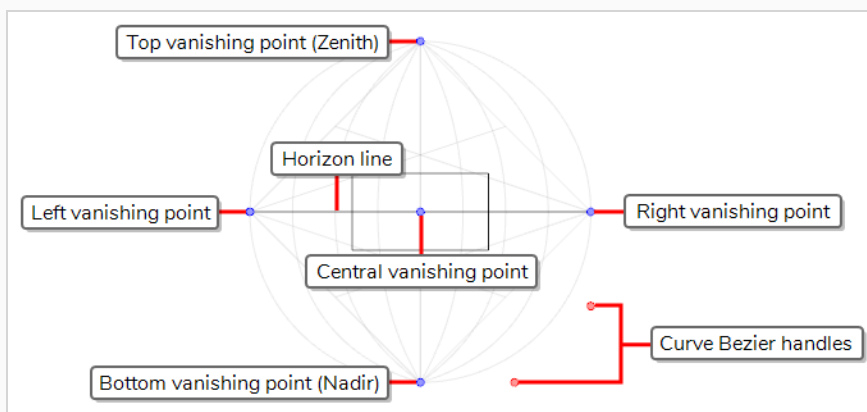 Top vanishing point (Zenith)
Horizon line
Left vanishing point
Right vanishing point
Central vanishing point
Curve Bezier handles
Bottom vanishing point (Nadir)